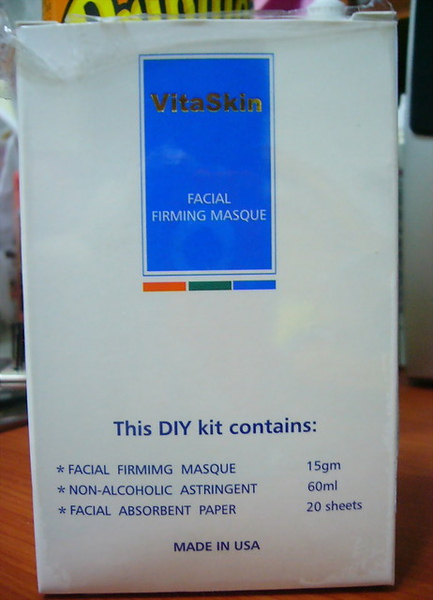 VitaSkin
FACIAL
FIRMING MASQUE
This DIY kit contains:
* FACIAL FIRMIMG MASQUE 15gm
* NON-ALCOHOLIC ASTRINGENT 60ml
* FACIAL ABSORBENT PAPER 20 sheets
MADE IN USA